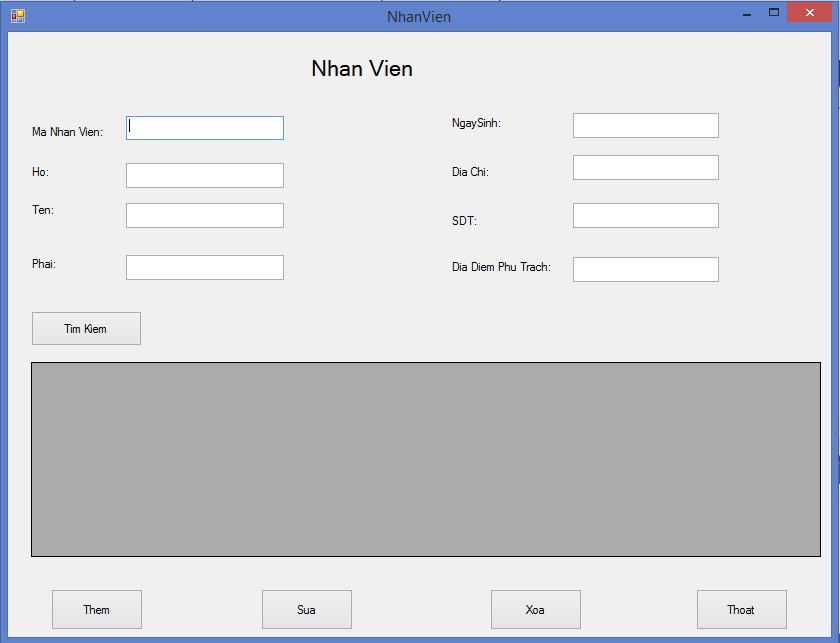 NhanVien
Nhan Vien
Ma Nhan Vien:
NgaySinh:
Ho:
Dia Chi:
Ten:
SDT:
Phai:
Dia Diem Phu Trach:
Tim Kiem
Them
Sua
Xoa
Thoat